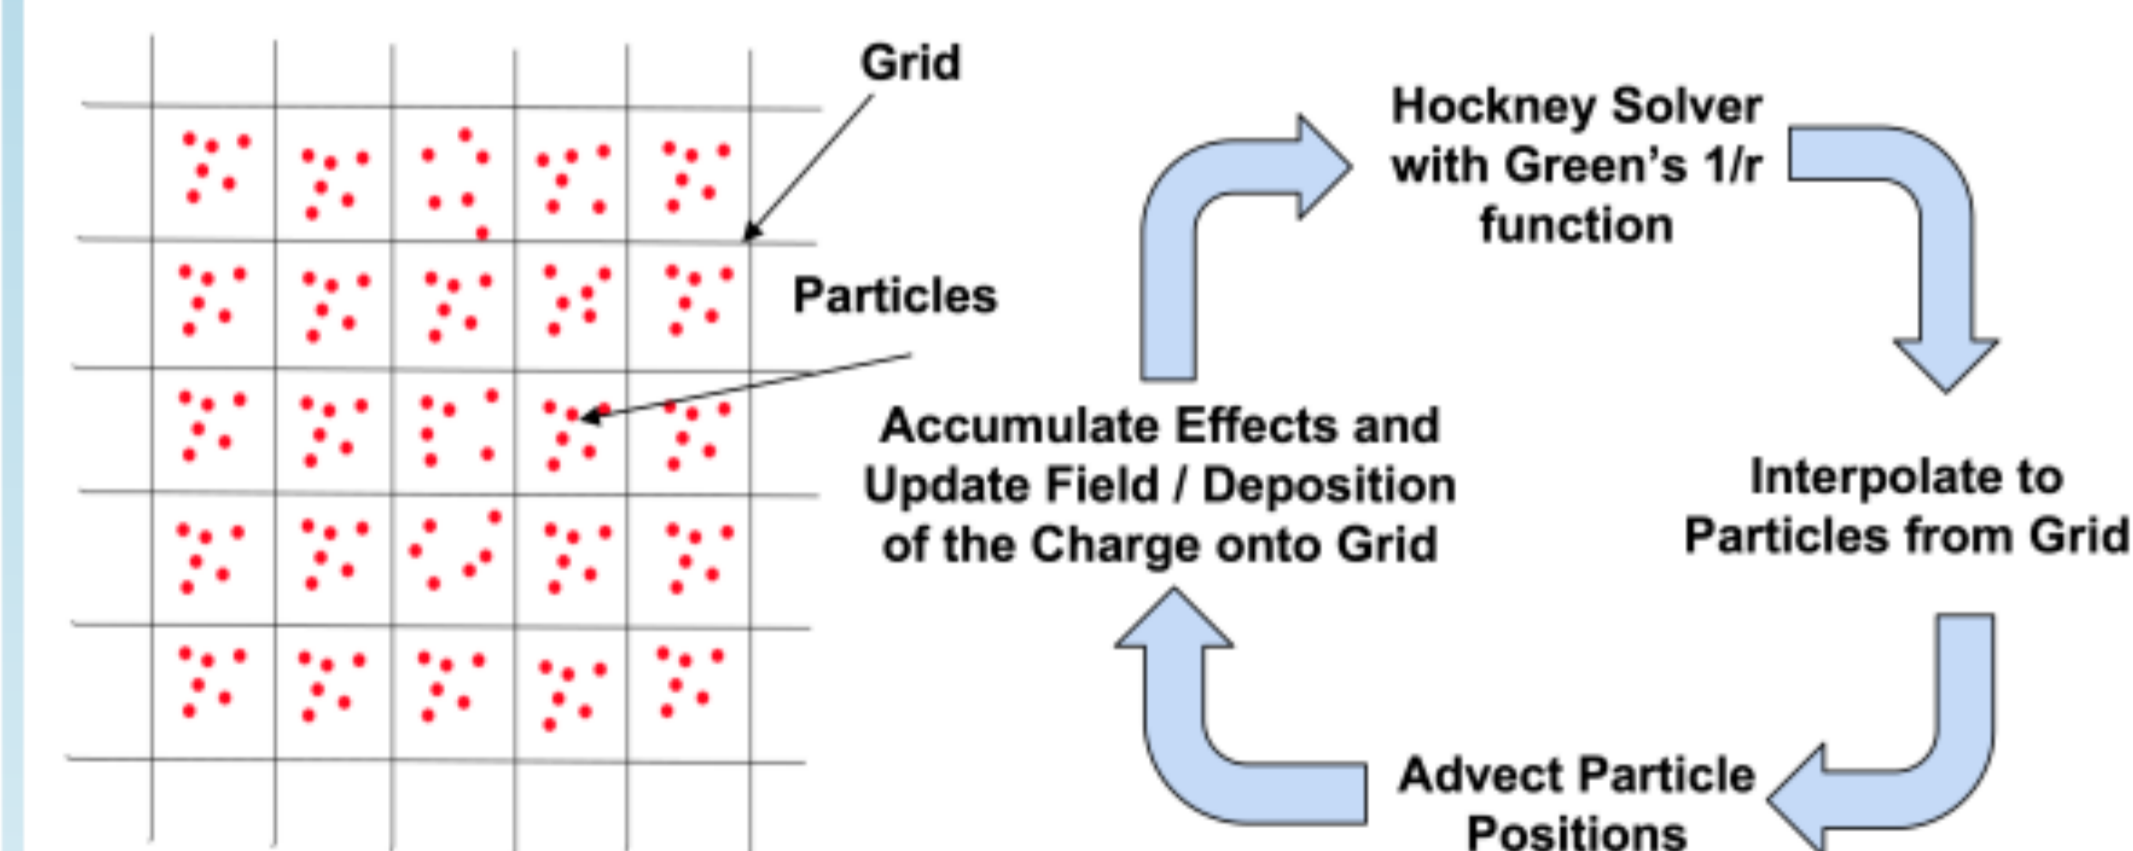 Grid
Particles
Hockney Solver
with Green's 1/r
function
Interpolate to
Particles from Grid
Advect Particle
Positions
Accumulate Effects and
Update Field / Deposition
of the Charge onto Grid